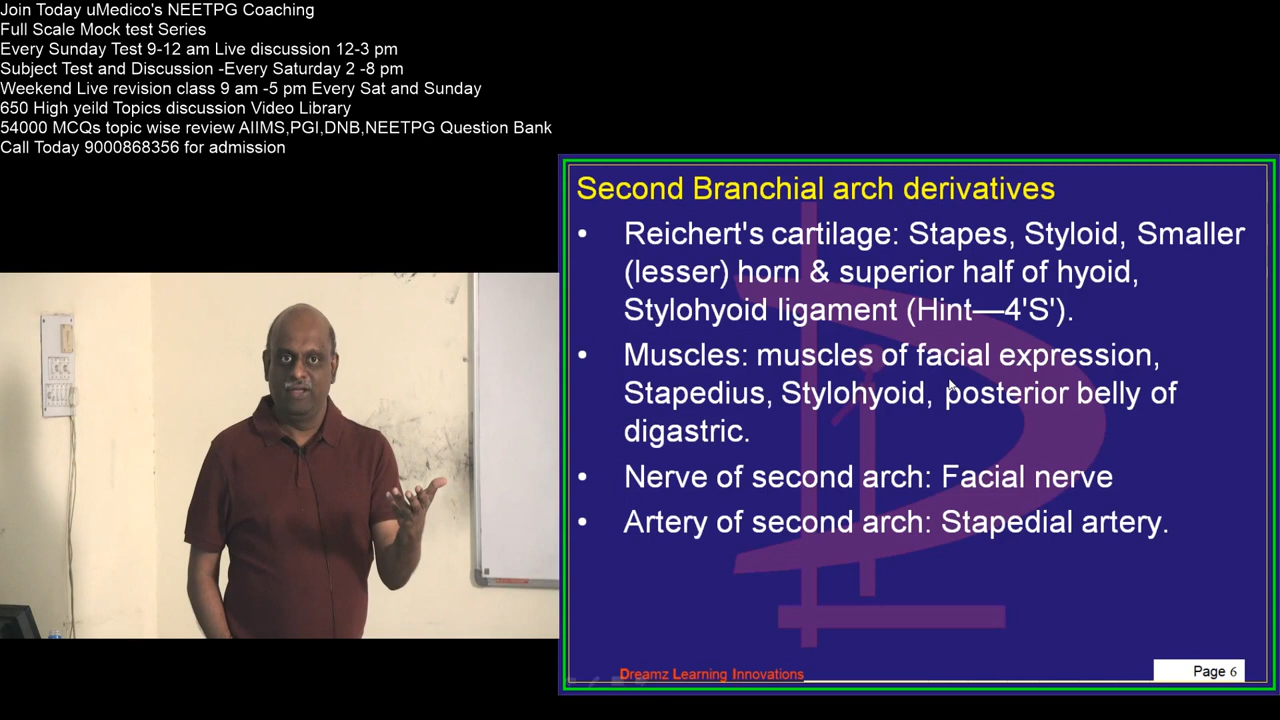 Join Today uMedico's NEETPG Coaching
Full Scale Mock test Series
Every Sunday Test 9-12 am Live discussion 12-3 pm
Subject Test and Discussion -Every Saturday 2 -8 pm
Weekend Live revision class 9 am -5 pm Every Sat and Sunday
650 High yeild Topics discussion Video Library
54000 MCQs topic wise review AIIMS,PGI,DNB,NEETPG Question Bank
Call Today 9000868356 for admission
Second Branchial arch derivatives
• Reichert's cartilage: Stapes, Styloid, Smaller
(lesser) horn & superior half of hyoid,
Stylohyoid ligament (Hint—4'S').
• Muscles: muscles of facial expression,
Stapedius, Stylohyoid, posterior belly of
digastric.
• Nerve of second arch: Facial nerve
• Artery of second arch: Stapedial artery.
Dreamz Learning Innovations
Page 6